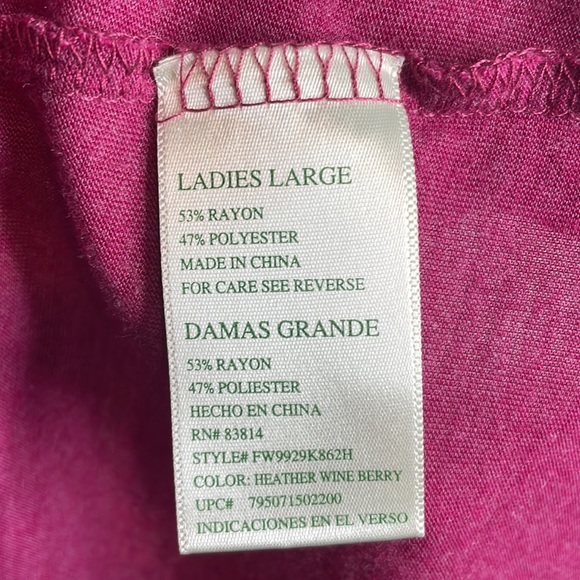 LADIES LARGE
53% RAYON
47% POLYESTER
MADE IN CHINA
FOR CARE SEE REVERSE
DAMAS GRANDE
53% RAYON
47% POLIESTER
HECHO EN CHINA
RN# 83814
STYLE# FW9929K862H
COLOR: HEATHER WINE BERRY
UPC# 795071502200
INDICACIONES EN EL VERSO